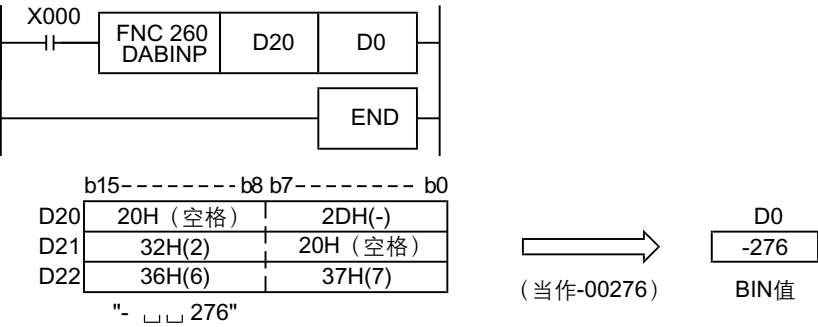 X000
FNC 260
DABINP
D20
D0
END
b15 b8 b7 b0
D20 20H（空格） 2DH(-)
D21 32H(2) 20H（空格）
D22 36H(6) 37H(7)
"- ␣␣ 276"
（当作-00276）
D0
-276
BIN值